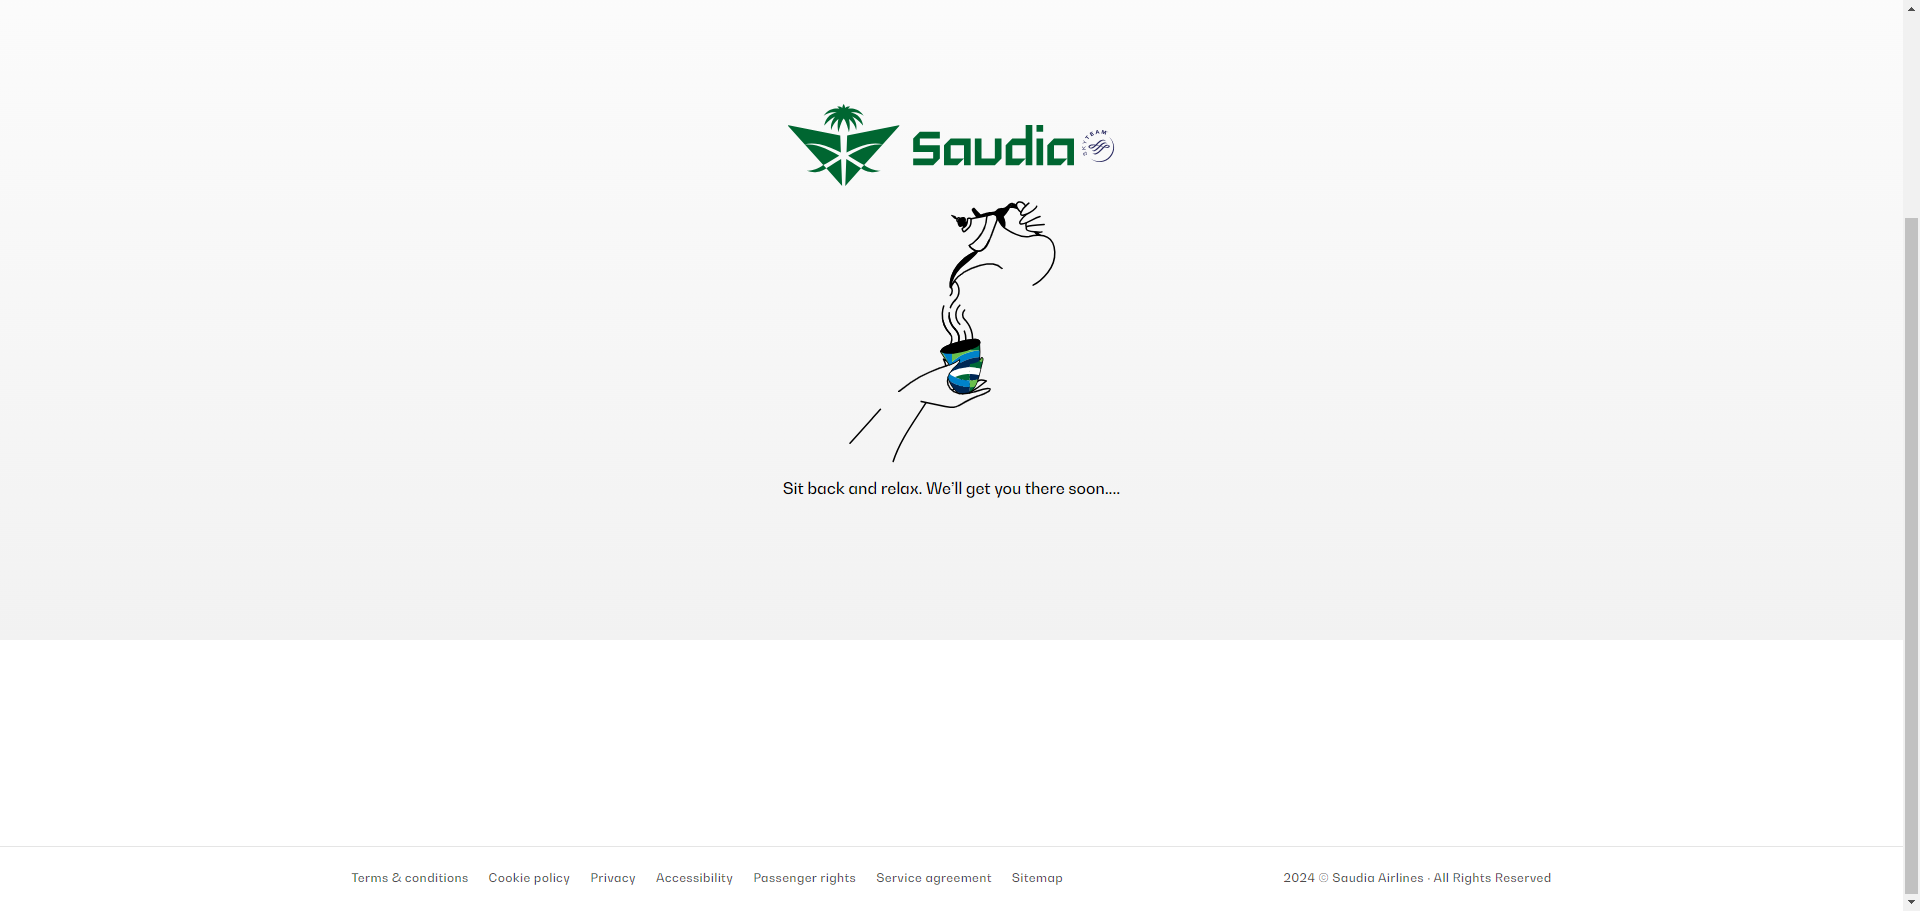 Saudia
SKYTEAM
Sit back and relax. We'll get you there soon....
Terms & conditions Cookie policy Privacy Accessibility Passenger rights Service agreement Sitemap 2024 © Saudia Airlines · All Rights Reserved